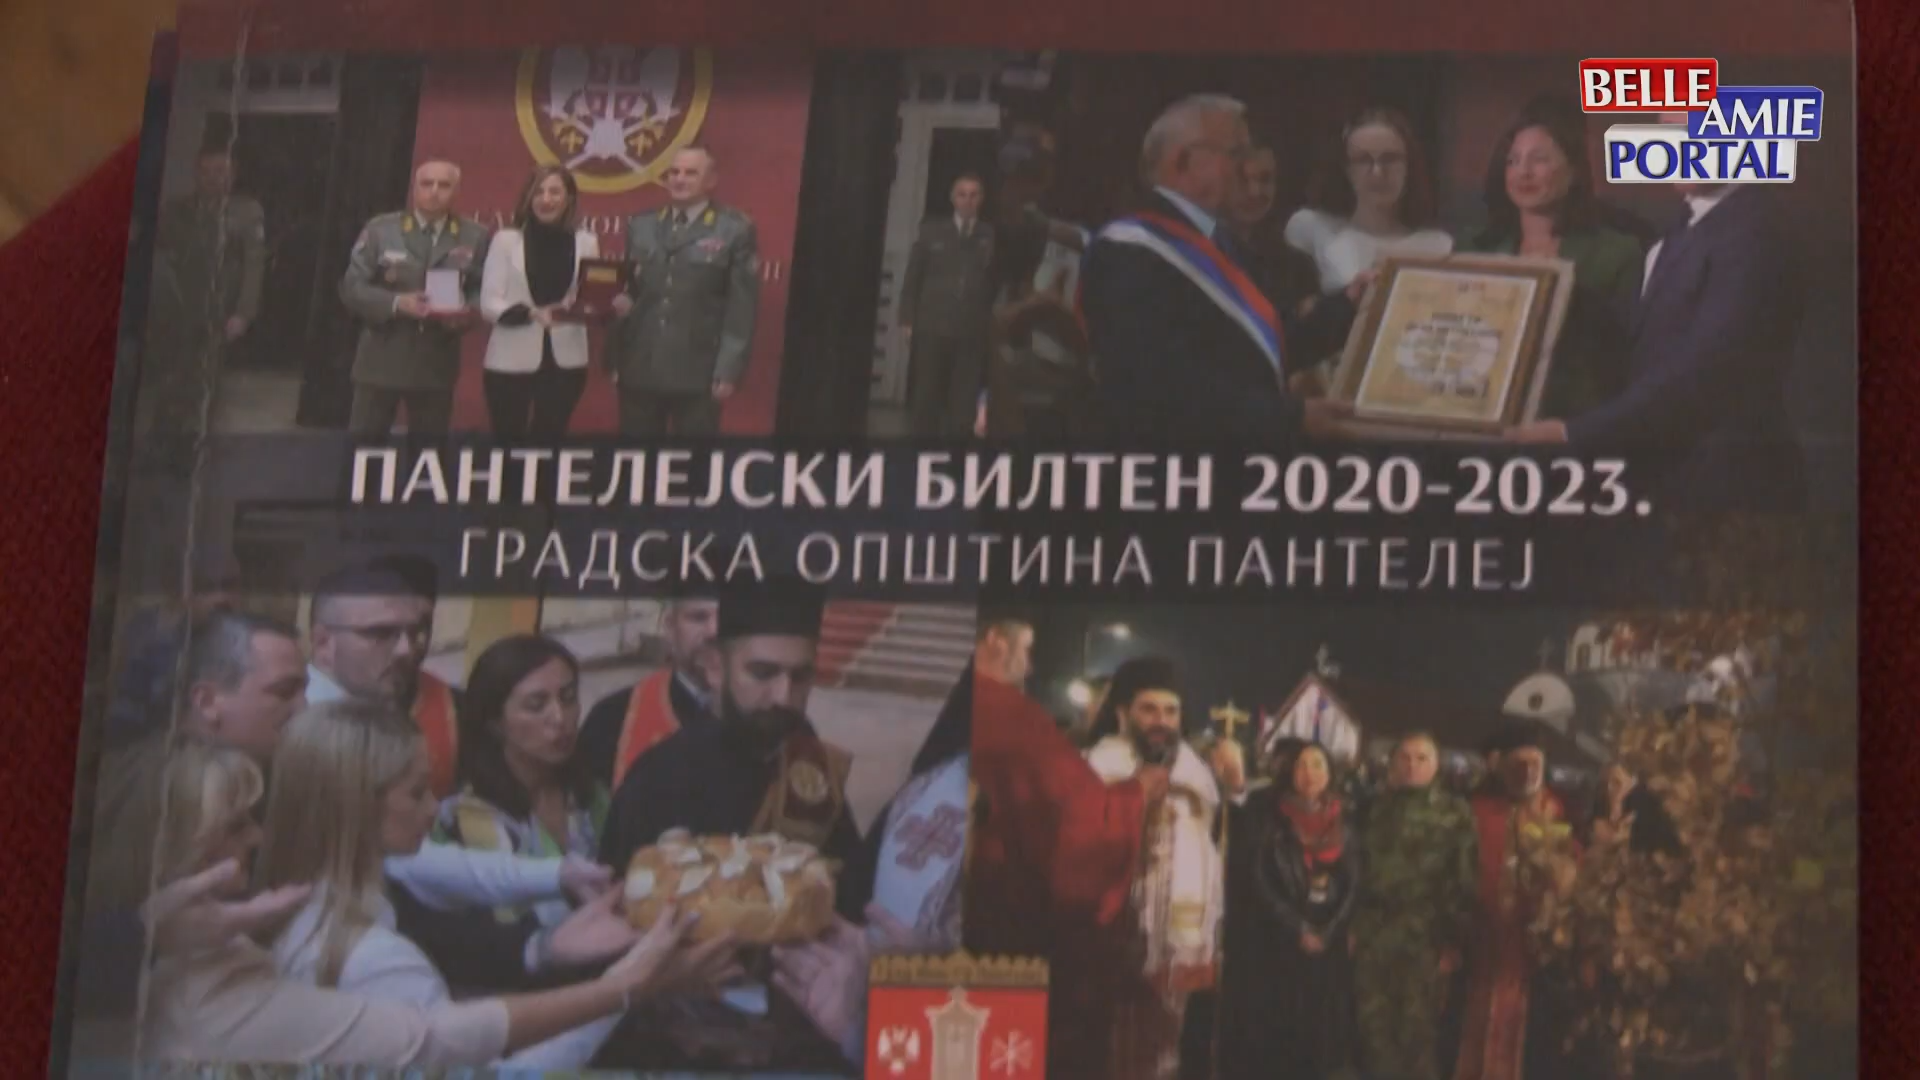 BELLE
AMIE
PORTAL
ПАНТЕЛЕЈСКИ БИЛТЕН 2020-2023.
ГРАДСКА ОПШТИНА ПАНТЕЛЕЈ